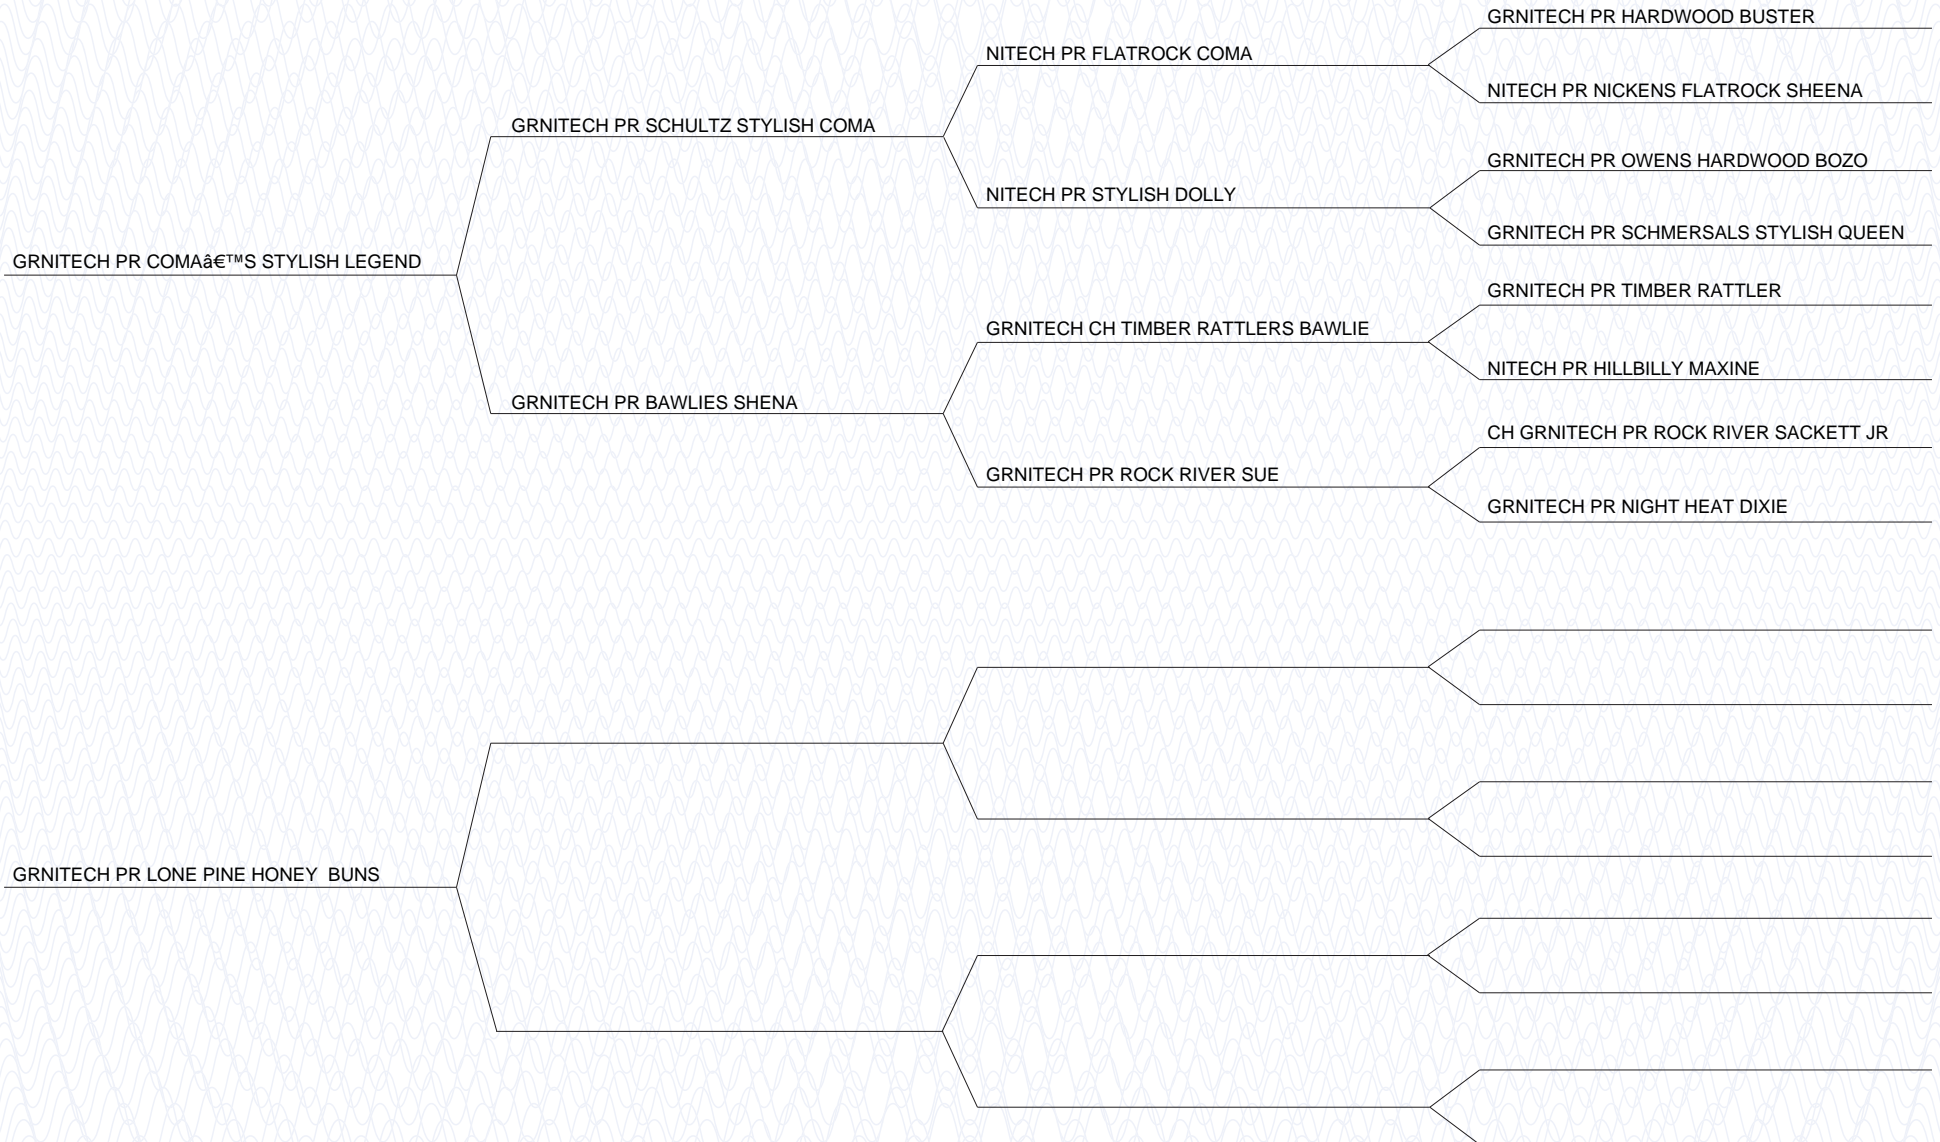 GRNITECH PR HARDWOOD BUSTER
NITECH PR FLATROCK COMA
NITECH PR NICKENS FLATROCK SHEENA
GRNITECH PR SCHULTZ STYLISH COMA
GRNITECH PR OWENS HARDWOOD BOZO
NITECH PR STYLISH DOLLY
GRNITECH PR SCHMERSALS STYLISH QUEEN
GRNITECH PR COMAâ€™S STYLISH LEGEND
GRNITECH PR TIMBER RATTLER
GRNITECH CH TIMBER RATTLERS BAWLIE
NITECH PR HILLBILLY MAXINE
GRNITECH PR BAWLIES SHENA
CH GRNITECH PR ROCK RIVER SACKETT JR
GRNITECH PR ROCK RIVER SUE
GRNITECH PR NIGHT HEAT DIXIE
GRNITECH PR LONE PINE HONEY  BUNS